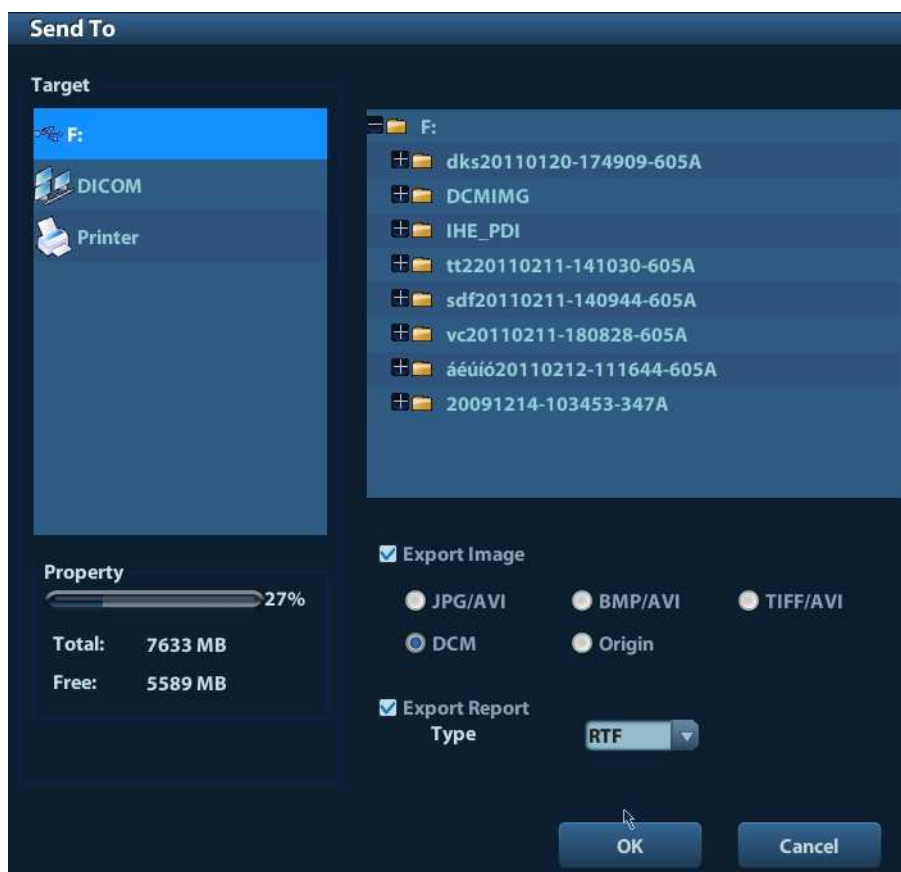 Send To
Target
F:
DICOM
Printer
F:
dks20110120-174909-605A
DCMIMG
IHE_PDI
tt220110211-141030-605A
sdf20110211-140944-605A
vc20110211-180828-605A
áéúíó20110212-111644-605A
20091214-103453-347A
Property
27%
Total: 7633 MB
Free: 5589 MB
Export Image
JPG/AVI BMP/AVI TIFF/AVI
DCM Origin
Export Report
Type RTF
OK Cancel